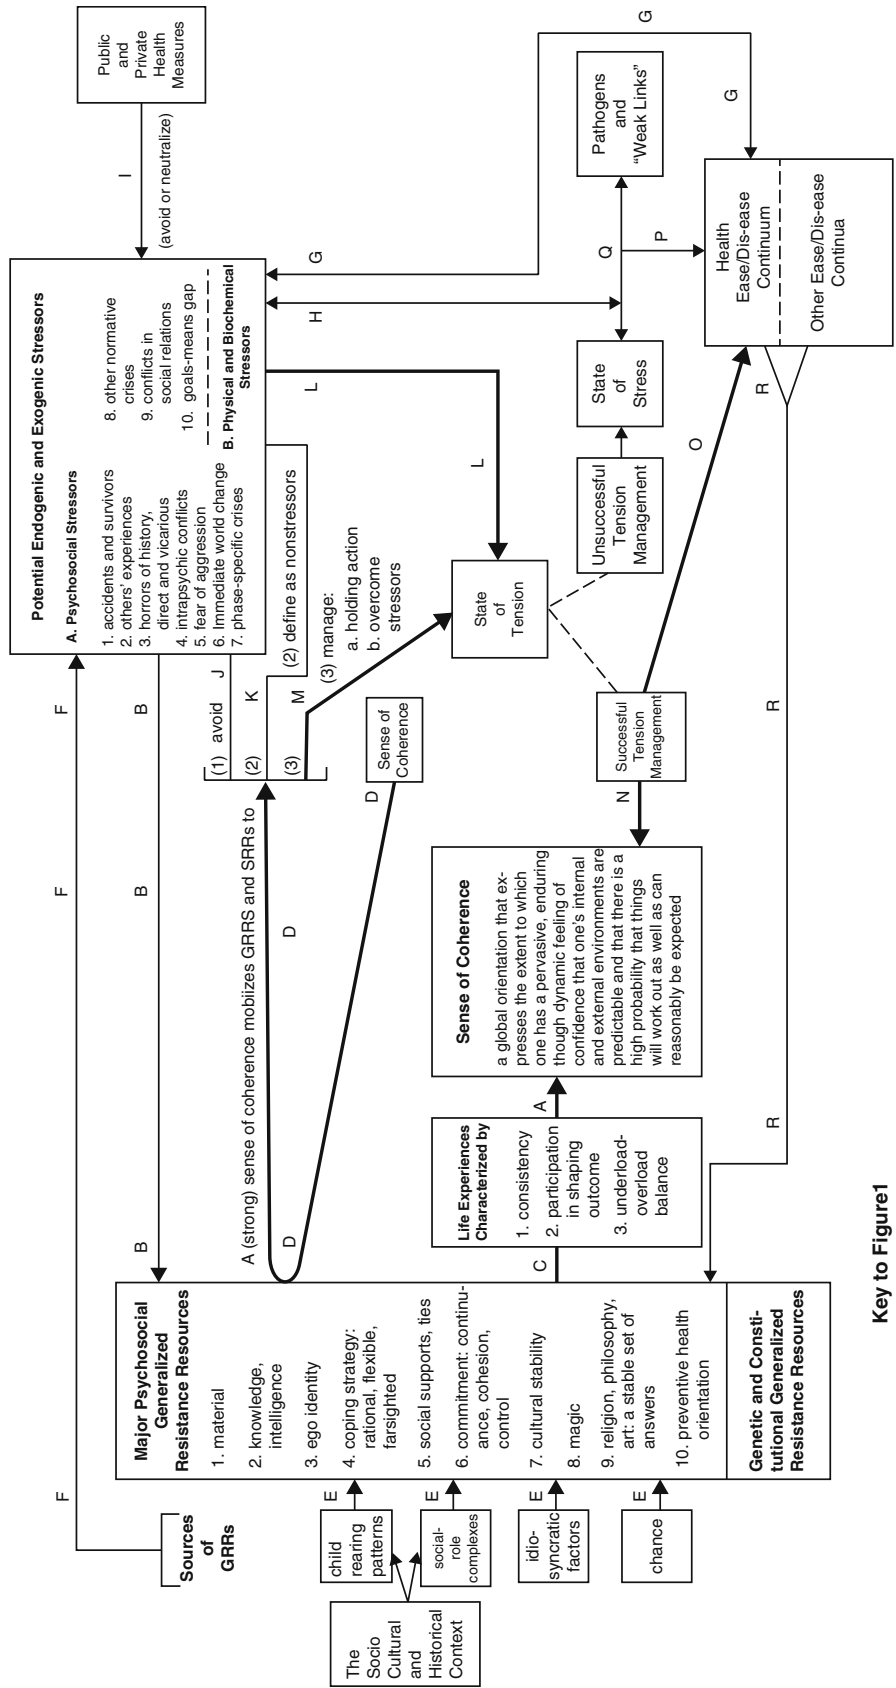 Sources
of
GRRs
The
Socio
Cultural
and
Historical
Context
child
rearing
patterns
social-
role
complexes
idio-
syncratic
factors
chance
E
E
E
E
F
F
F
Major Psychosocial
Generalized
Resistance Resources
1. material
2. knowledge,
intelligence
3. ego identity
4. coping strategy:
rational, flexible,
farsighted
5. social supports, ties
6. commitment: continu-
ance, cohesion,
control
7. cultural stability
8. magic
9. religion, philosophy,
art: a stable set of
answers
10. preventive health
orientation
Genetic and Consti-
tutional Generalized
Resistance Resources
B
B
B
A (strong) sense of coherence mobiizes GRRS and SRRs to
D
D
D
Sense of
Coherence
C
Life Experiences
Characterized by
1. consistency
2. participation
in shaping
outcome
3. underload-
overload
balance
A
Sense of Coherence
a global orientation that ex-
presses the extent to which
one has a pervasive, enduring
though dynamic feeling of
confidence that one's internal
and external environments are
predictable and that there is a
high probability that things
will work out as well as can
reasonably be expected
N
Successful
Tension
Management
(1) avoid J
(2) K
(3) M
(2) define as nonstressors
(3) manage:
a. holding action
b. overcome
stressors
Potential Endogenic and Exogenic Stressors
A. Psychosocial Stressors
1. accidents and survivors
2. others' experiences
3. horrors of history,
direct and vicarious
4. intrapsychic conflicts
5. fear of aggression
6. Immediate world change
7. phase-specific crises
8. other normative
crises
9. conflicts in
social relations
10. goals-means gap
B. Physical and Biochemical
Stressors
I
(avoid or neutralize)
Public
and
Private
Health
Measures
L
L
State
of
Tension
Unsuccessful
Tension
Management
State
of
Stress
H
G
G
G
Q
P
Pathogens
and
"Weak Links"
O
Health
Ease/Dis-ease
Continuum
Other Ease/Dis-ease
Continua
R
R
R
Key to Figure1